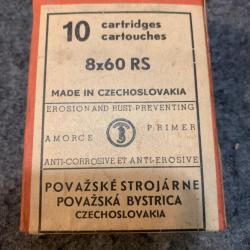 10 cartridges
cartouches
8x60 RS
MADE IN CZECHOSLOVAKIA
EROSION AND RUST-PREVENTING
AMORCE PRIMER
ANTI-CORROSIVE ET ANTI-EROSIVE
POVAŽSKÉ STROJÁRNE
POVAŽSKÁ BYSTRICA
CZECHOSLOVAKIA